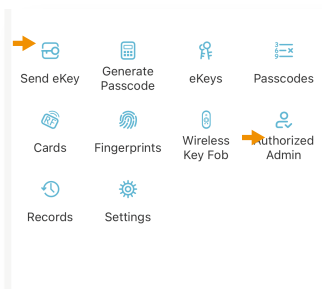 Send eKey
Generate
Passcode
eKeys
Passcodes
Cards
Fingerprints
Wireless
Key Fob
Authorized
Admin
Records
Settings